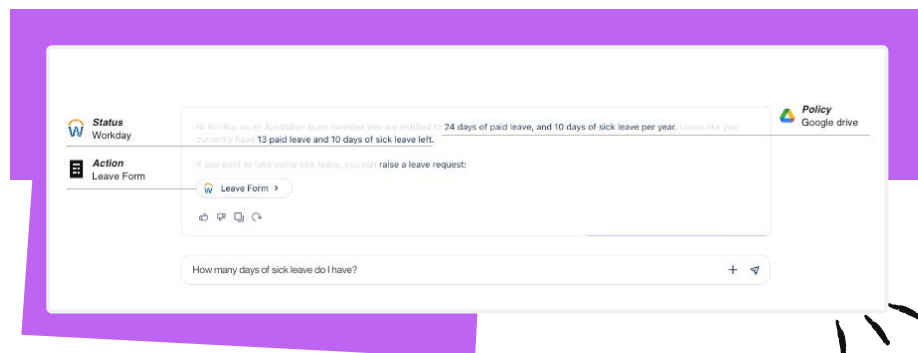 Status
Workday
Action
Leave Form
Hi Annika, as an Australian team member you are entitled to 24 days of paid leave, and 10 days of sick leave per year. Looks like you
currently have 13 paid leave and 10 days of sick leave left.
If you want to take some sick leave, you can raise a leave request:
Leave Form >
How many days of sick leave do I have?
Policy
Google drive